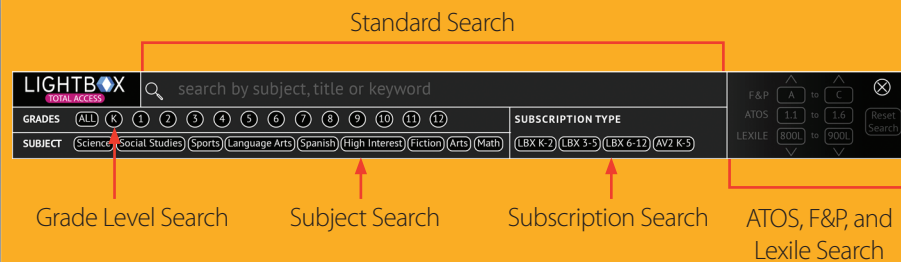 Standard Search
LIGHTBOX
TOTAL ACCESS
search by subject, title or keyword
GRADES ALL K 1 2 3 4 5 6 7 8 9 10 11 12
SUBJECT Science Social Studies Sports Language Arts Spanish High Interest Fiction Arts Math
SUBSCRIPTION TYPE
LBX K-2 LBX 3-5 LBX 6-12 AV2 K-5
F&P A to C
ATOS 1.1 to 1.6
LEXILE 800L to 900L
Reset
Search
Grade Level Search
Subject Search
Subscription Search
ATOS, F&P, and
Lexile Search